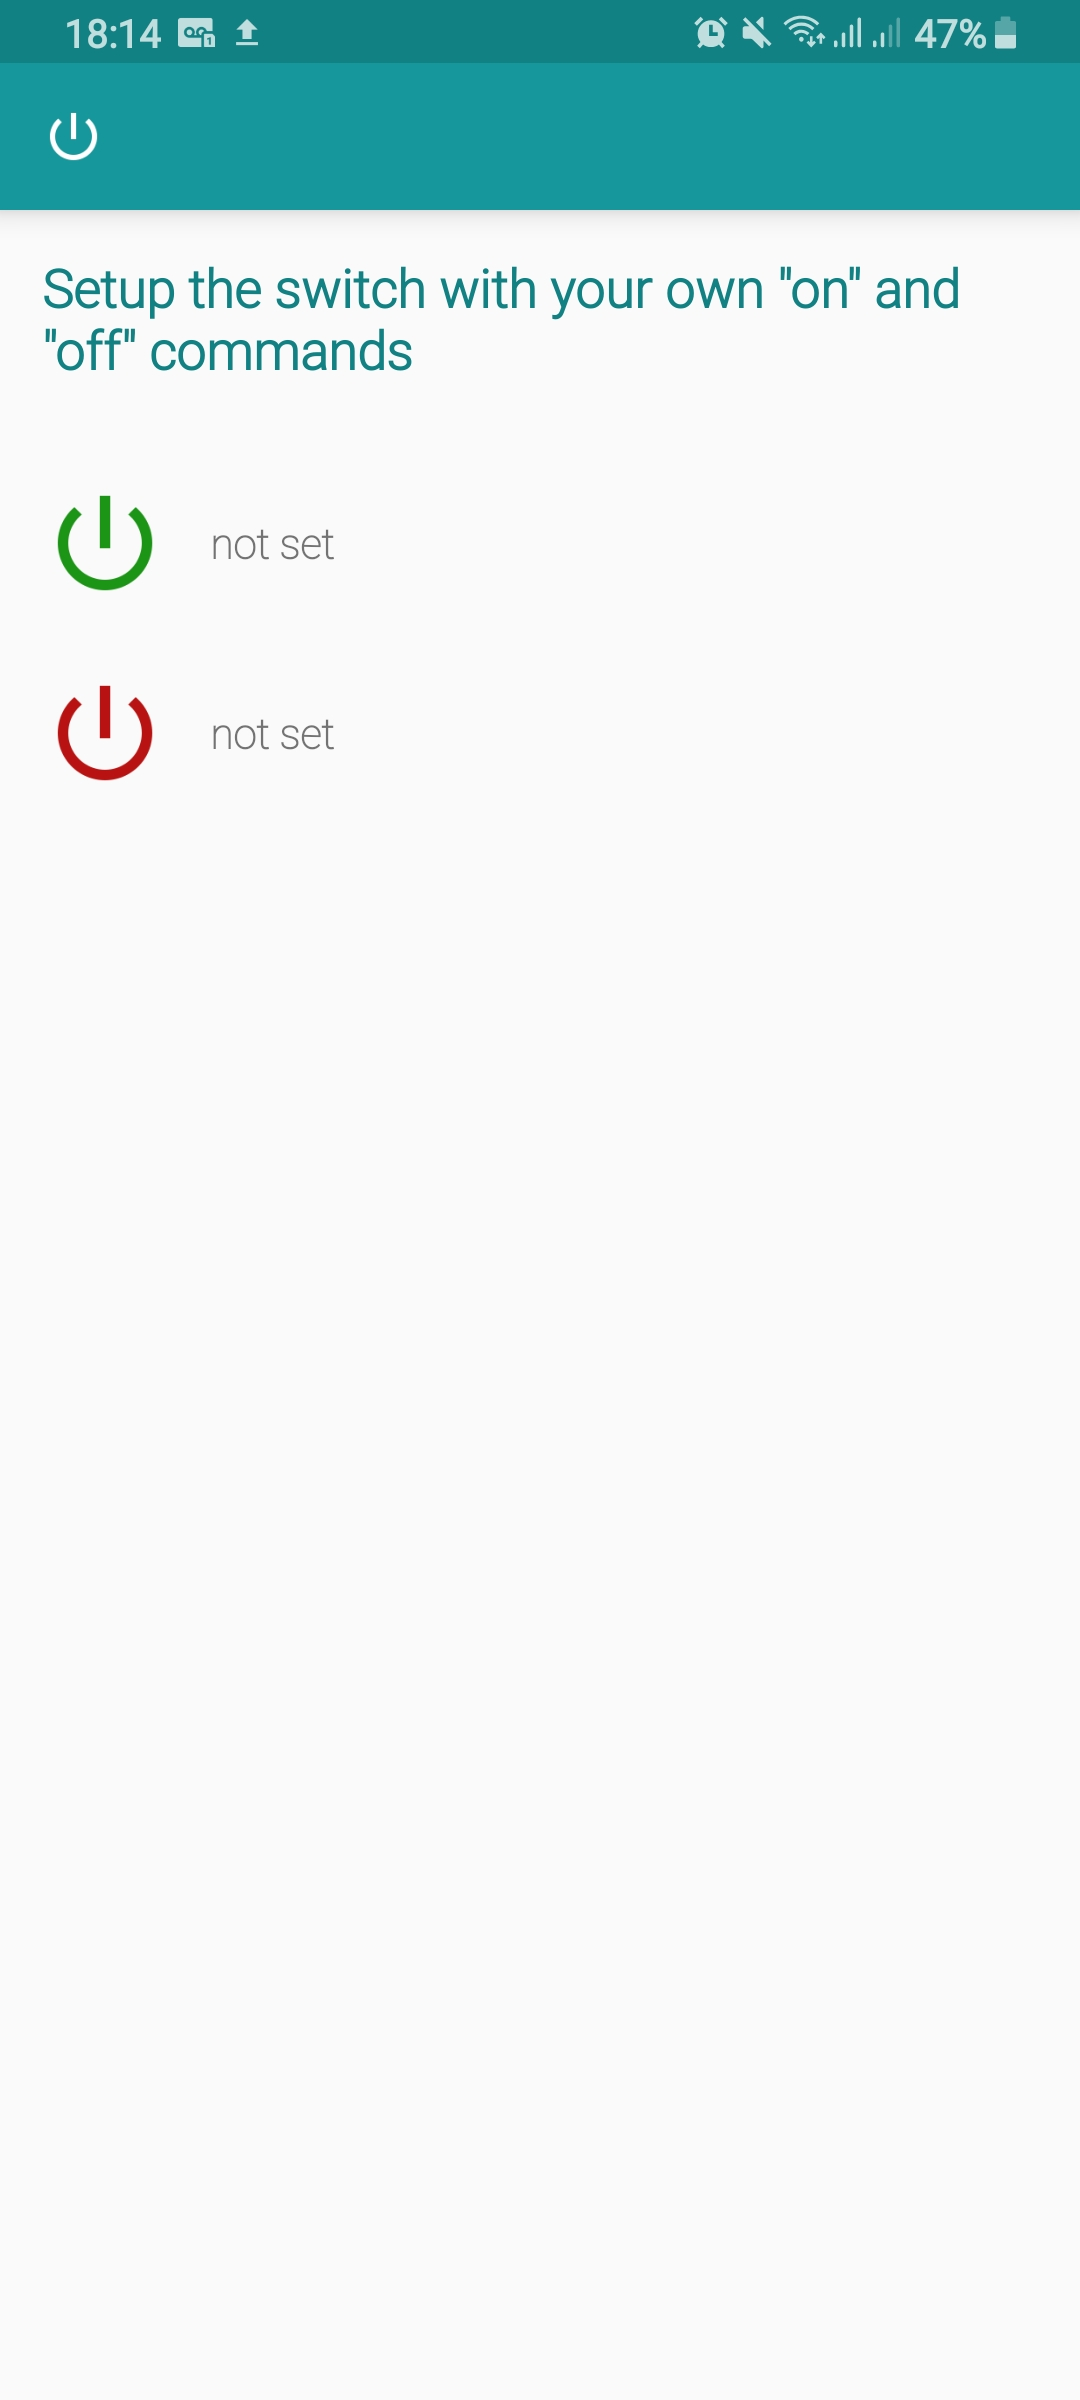 18:14
47%
Setup the switch with your own "on" and
"off" commands
not set
not set